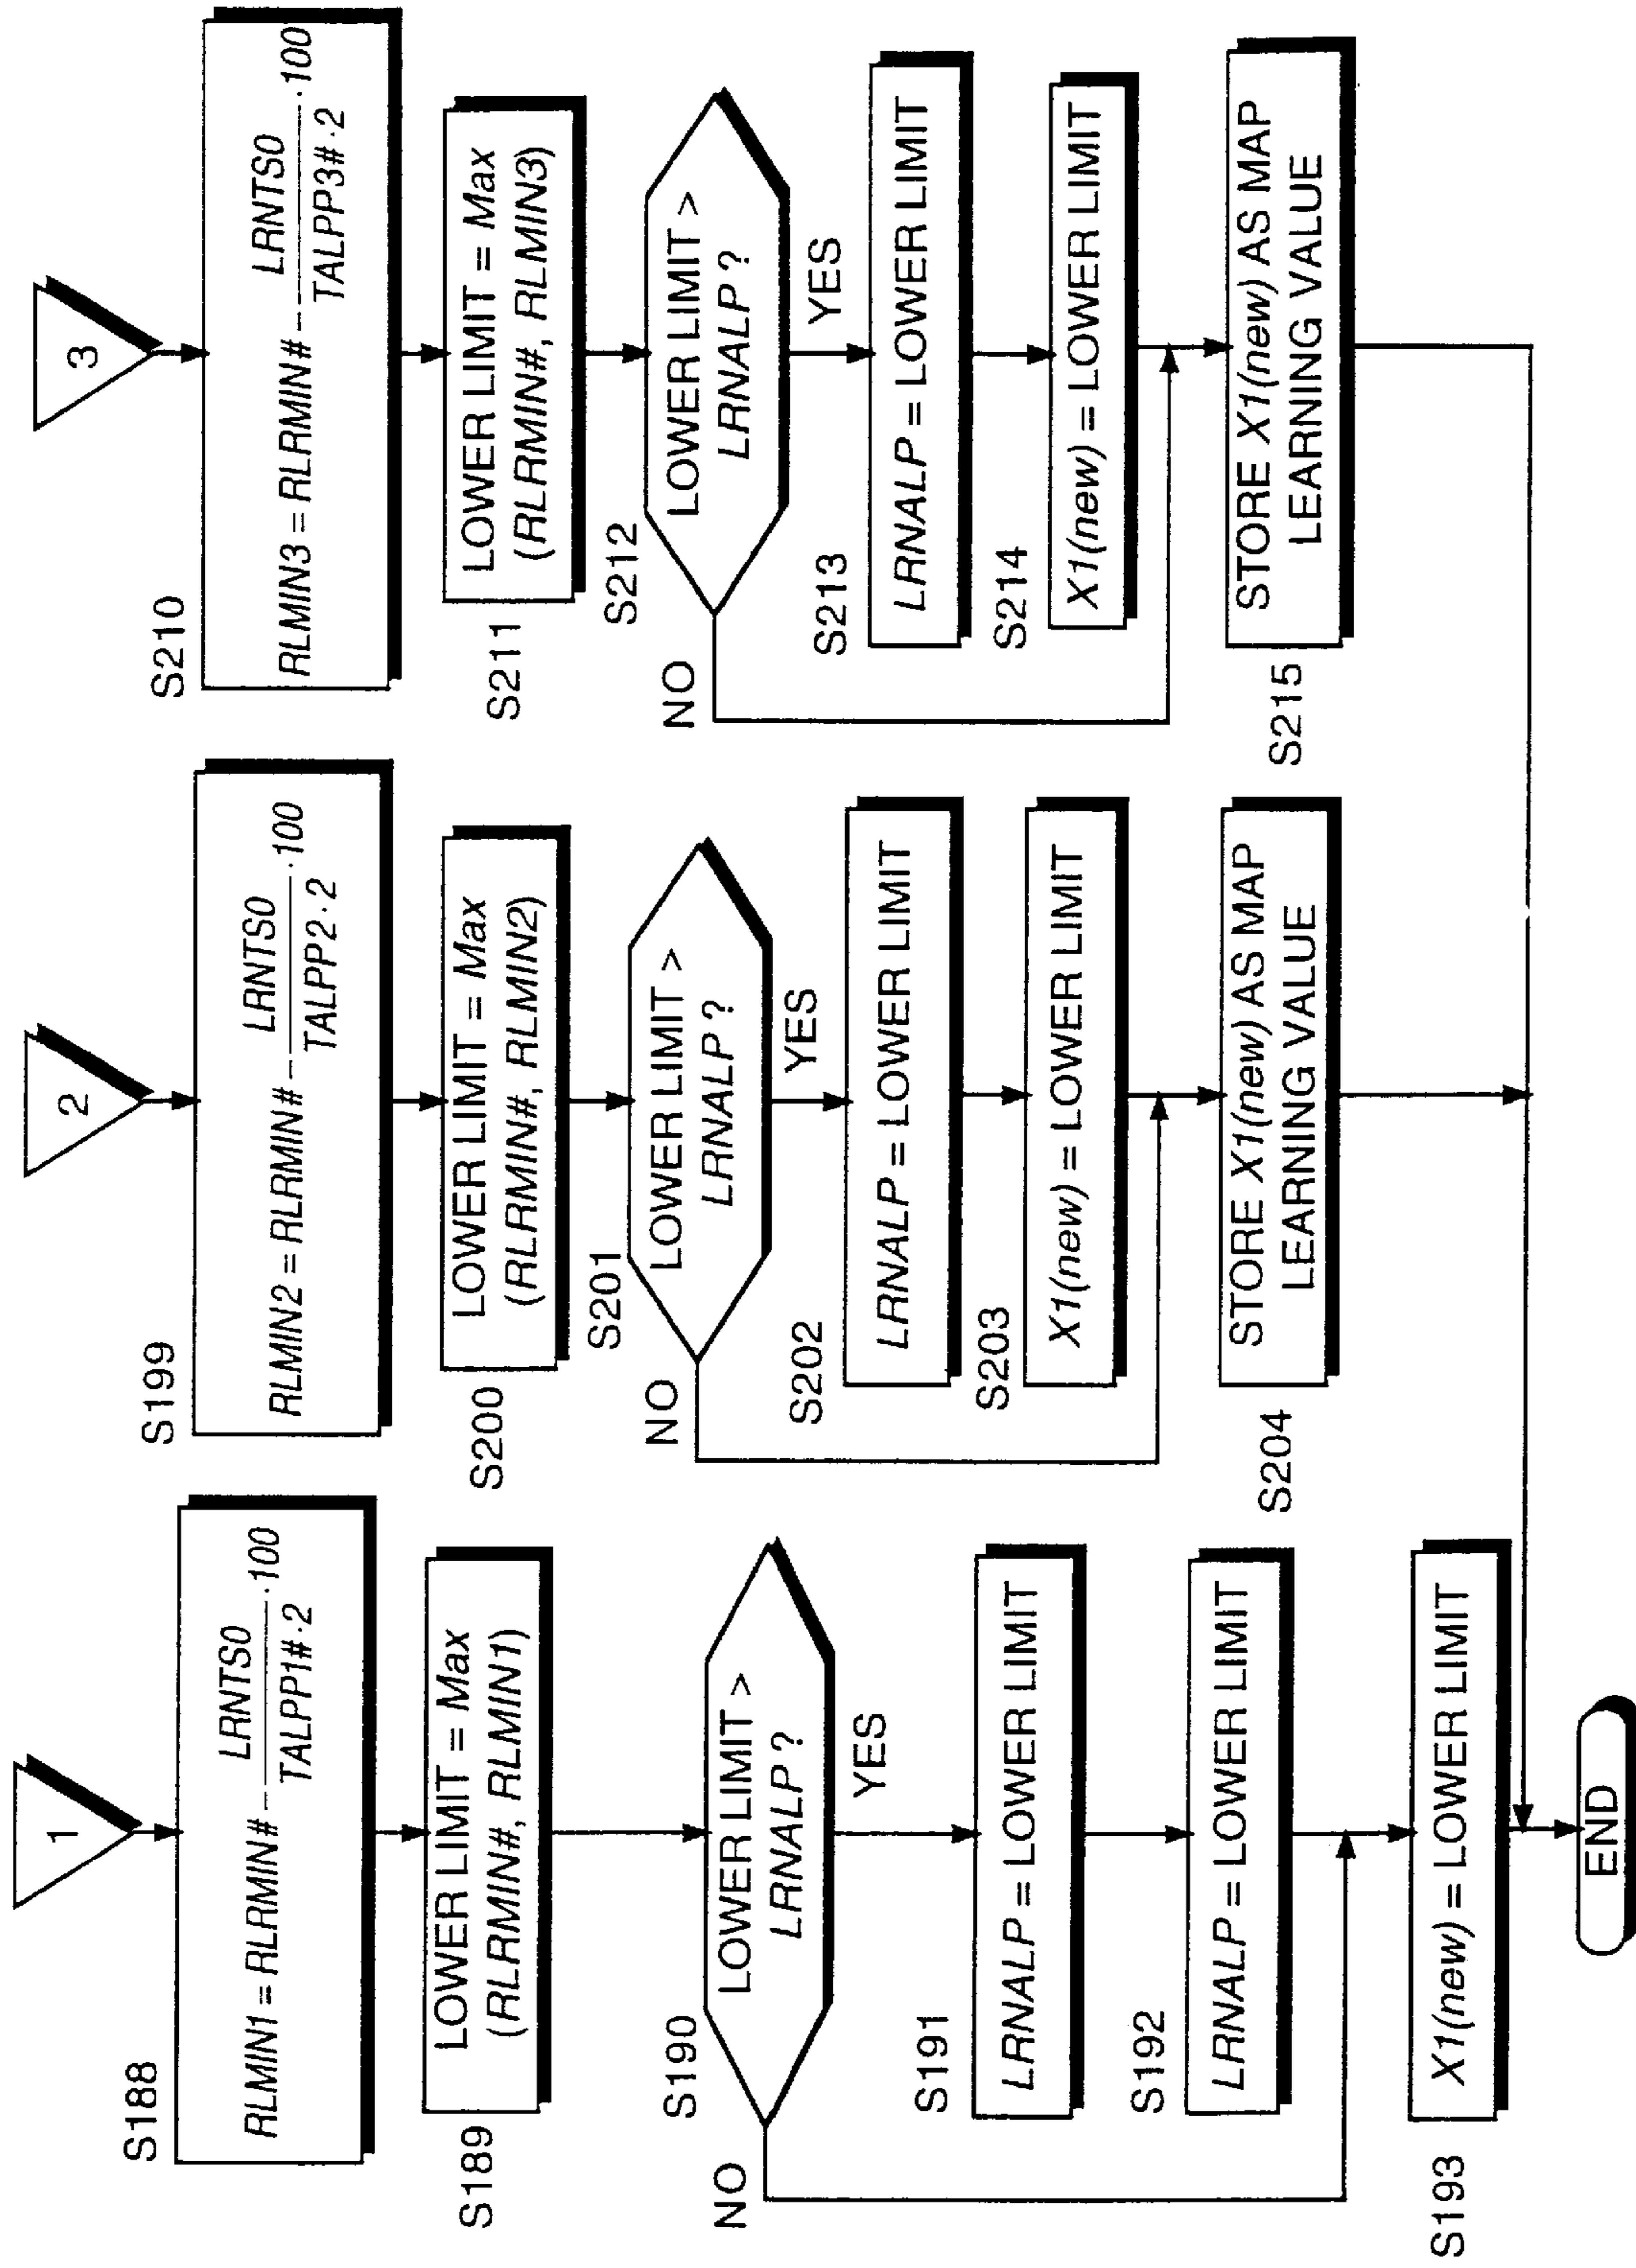 1
S188
RLMIN1 = RLRMIN# - LRNTS0 / TALPP1#·2 ·100
S189
LOWER LIMIT = Max
(RLRMIN#, RLMIN1)
S190
LOWER LIMIT >
LRNALP ?
NO
YES
S191
LRNALP = LOWER LIMIT
S192
LRNALP = LOWER LIMIT
S193
X1(new) = LOWER LIMIT
END
2
S199
RLMIN2 = RLRMIN# - LRNTS0 / TALPP2·2 ·100
S200
LOWER LIMIT = Max
(RLRMIN#, RLMIN2)
S201
LOWER LIMIT >
LRNALP ?
NO
YES
S202
LRNALP = LOWER LIMIT
S203
X1(new) = LOWER LIMIT
S204
STORE X1(new) AS MAP
LEARNING VALUE
3
S210
RLMIN3 = RLRMIN# - LRNTS0 / TALPP3#·2 ·100
S211
LOWER LIMIT = Max
(RLRMIN#, RLMIN3)
S212
LOWER LIMIT >
LRNALP ?
NO
YES
S213
LRNALP = LOWER LIMIT
S214
X1(new) = LOWER LIMIT
S215
STORE X1(new) AS MAP
LEARNING VALUE